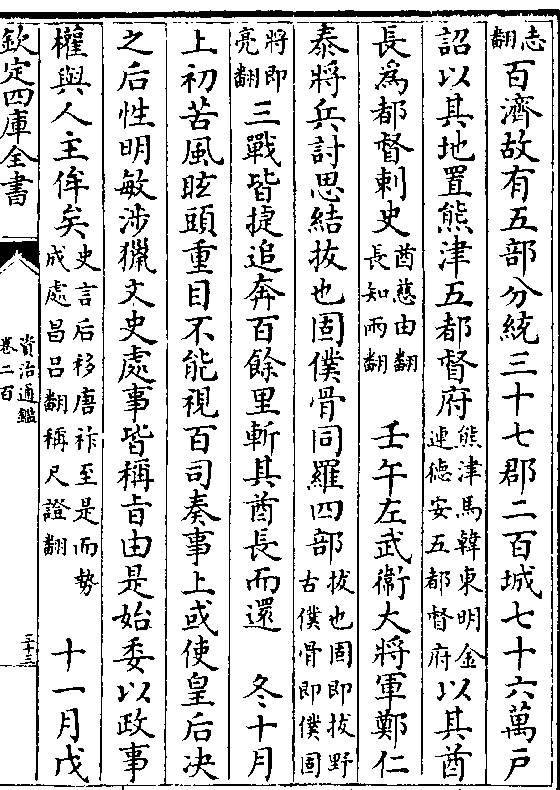 志翻百濟故有五部分統三十七郡二百城七十六萬戶
詔以其地置熊津五都督府熊津馬韓東明金連德安五都督府以其酋
長為都督刺史酋慈由翻長知兩翻 壬午左武衞大將軍鄭仁
泰將兵討思結拔也固僕骨同羅四部拔也固即拔野古僕骨即僕固
將即亮翻三戰皆捷追奔百餘里斬其酋長而還 冬十月
上初苦風眩頭重目不能視百司奏事上或使皇后決
之后性明敏涉獵文史處事皆稱旨由是始委以政事
權與人主侔矣史言后移唐祚至是而勢成處昌呂翻稱尺證翻 十一月戊
欽定四庫全書
資治通鑑
卷二百
三十三